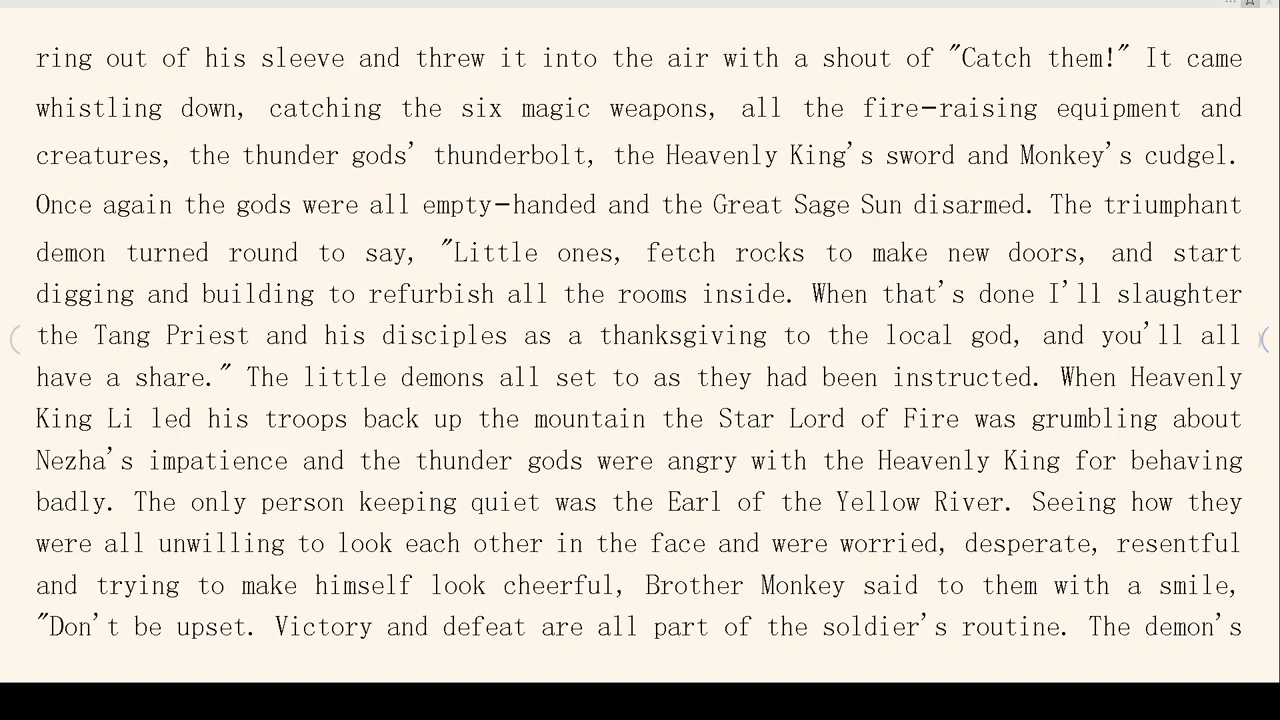 ring out of his sleeve and threw it into the air with a shout of "Catch them!" It came
whistling down, catching the six magic weapons, all the fire-raising equipment and
creatures, the thunder gods' thunderbolt, the Heavenly King's sword and Monkey's cudgel.
Once again the gods were all empty-handed and the Great Sage Sun disarmed. The triumphant
demon turned round to say, "Little ones, fetch rocks to make new doors, and start
digging and building to refurbish all the rooms inside. When that's done I'll slaughter
the Tang Priest and his disciples as a thanksgiving to the local god, and you'll all
have a share." The little demons all set to as they had been instructed. When Heavenly
King Li led his troops back up the mountain the Star Lord of Fire was grumbling about
Nezha's impatience and the thunder gods were angry with the Heavenly King for behaving
badly. The only person keeping quiet was the Earl of the Yellow River. Seeing how they
were all unwilling to look each other in the face and were worried, desperate, resentful
and trying to make himself look cheerful, Brother Monkey said to them with a smile,
"Don't be upset. Victory and defeat are all part of the soldier's routine. The demon's